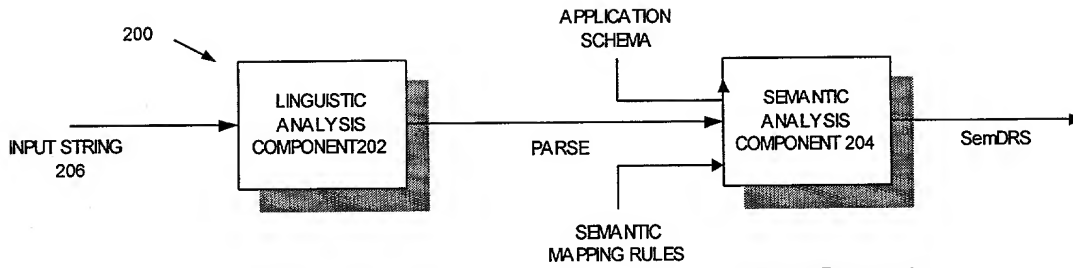 200
APPLICATION
SCHEMA
LINGUISTIC
ANALYSIS
COMPONENT202
SEMANTIC
ANALYSIS
COMPONENT 204
INPUT STRING
206
PARSE
SemDRS
SEMANTIC
MAPPING RULES